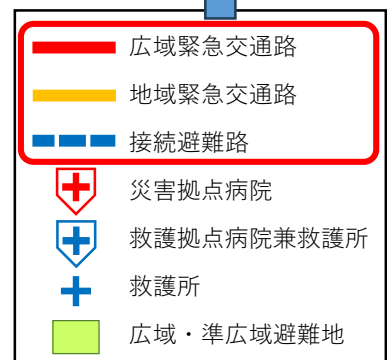 広域緊急交通路
地域緊急交通路
接続避難路
災害拠点病院
救護拠点病院兼救護所
救護所
広域・準広域避難地